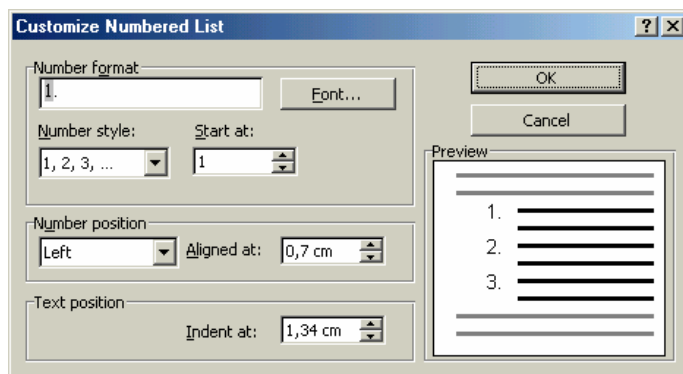 Customize Numbered List
Number format
1.
Font...
Number style:
Start at:
1, 2, 3, ...
1
Number position
Left
Aligned at:
0,7 cm
Text position
Indent at:
1,34 cm
OK
Cancel
Preview
1.
2.
3.